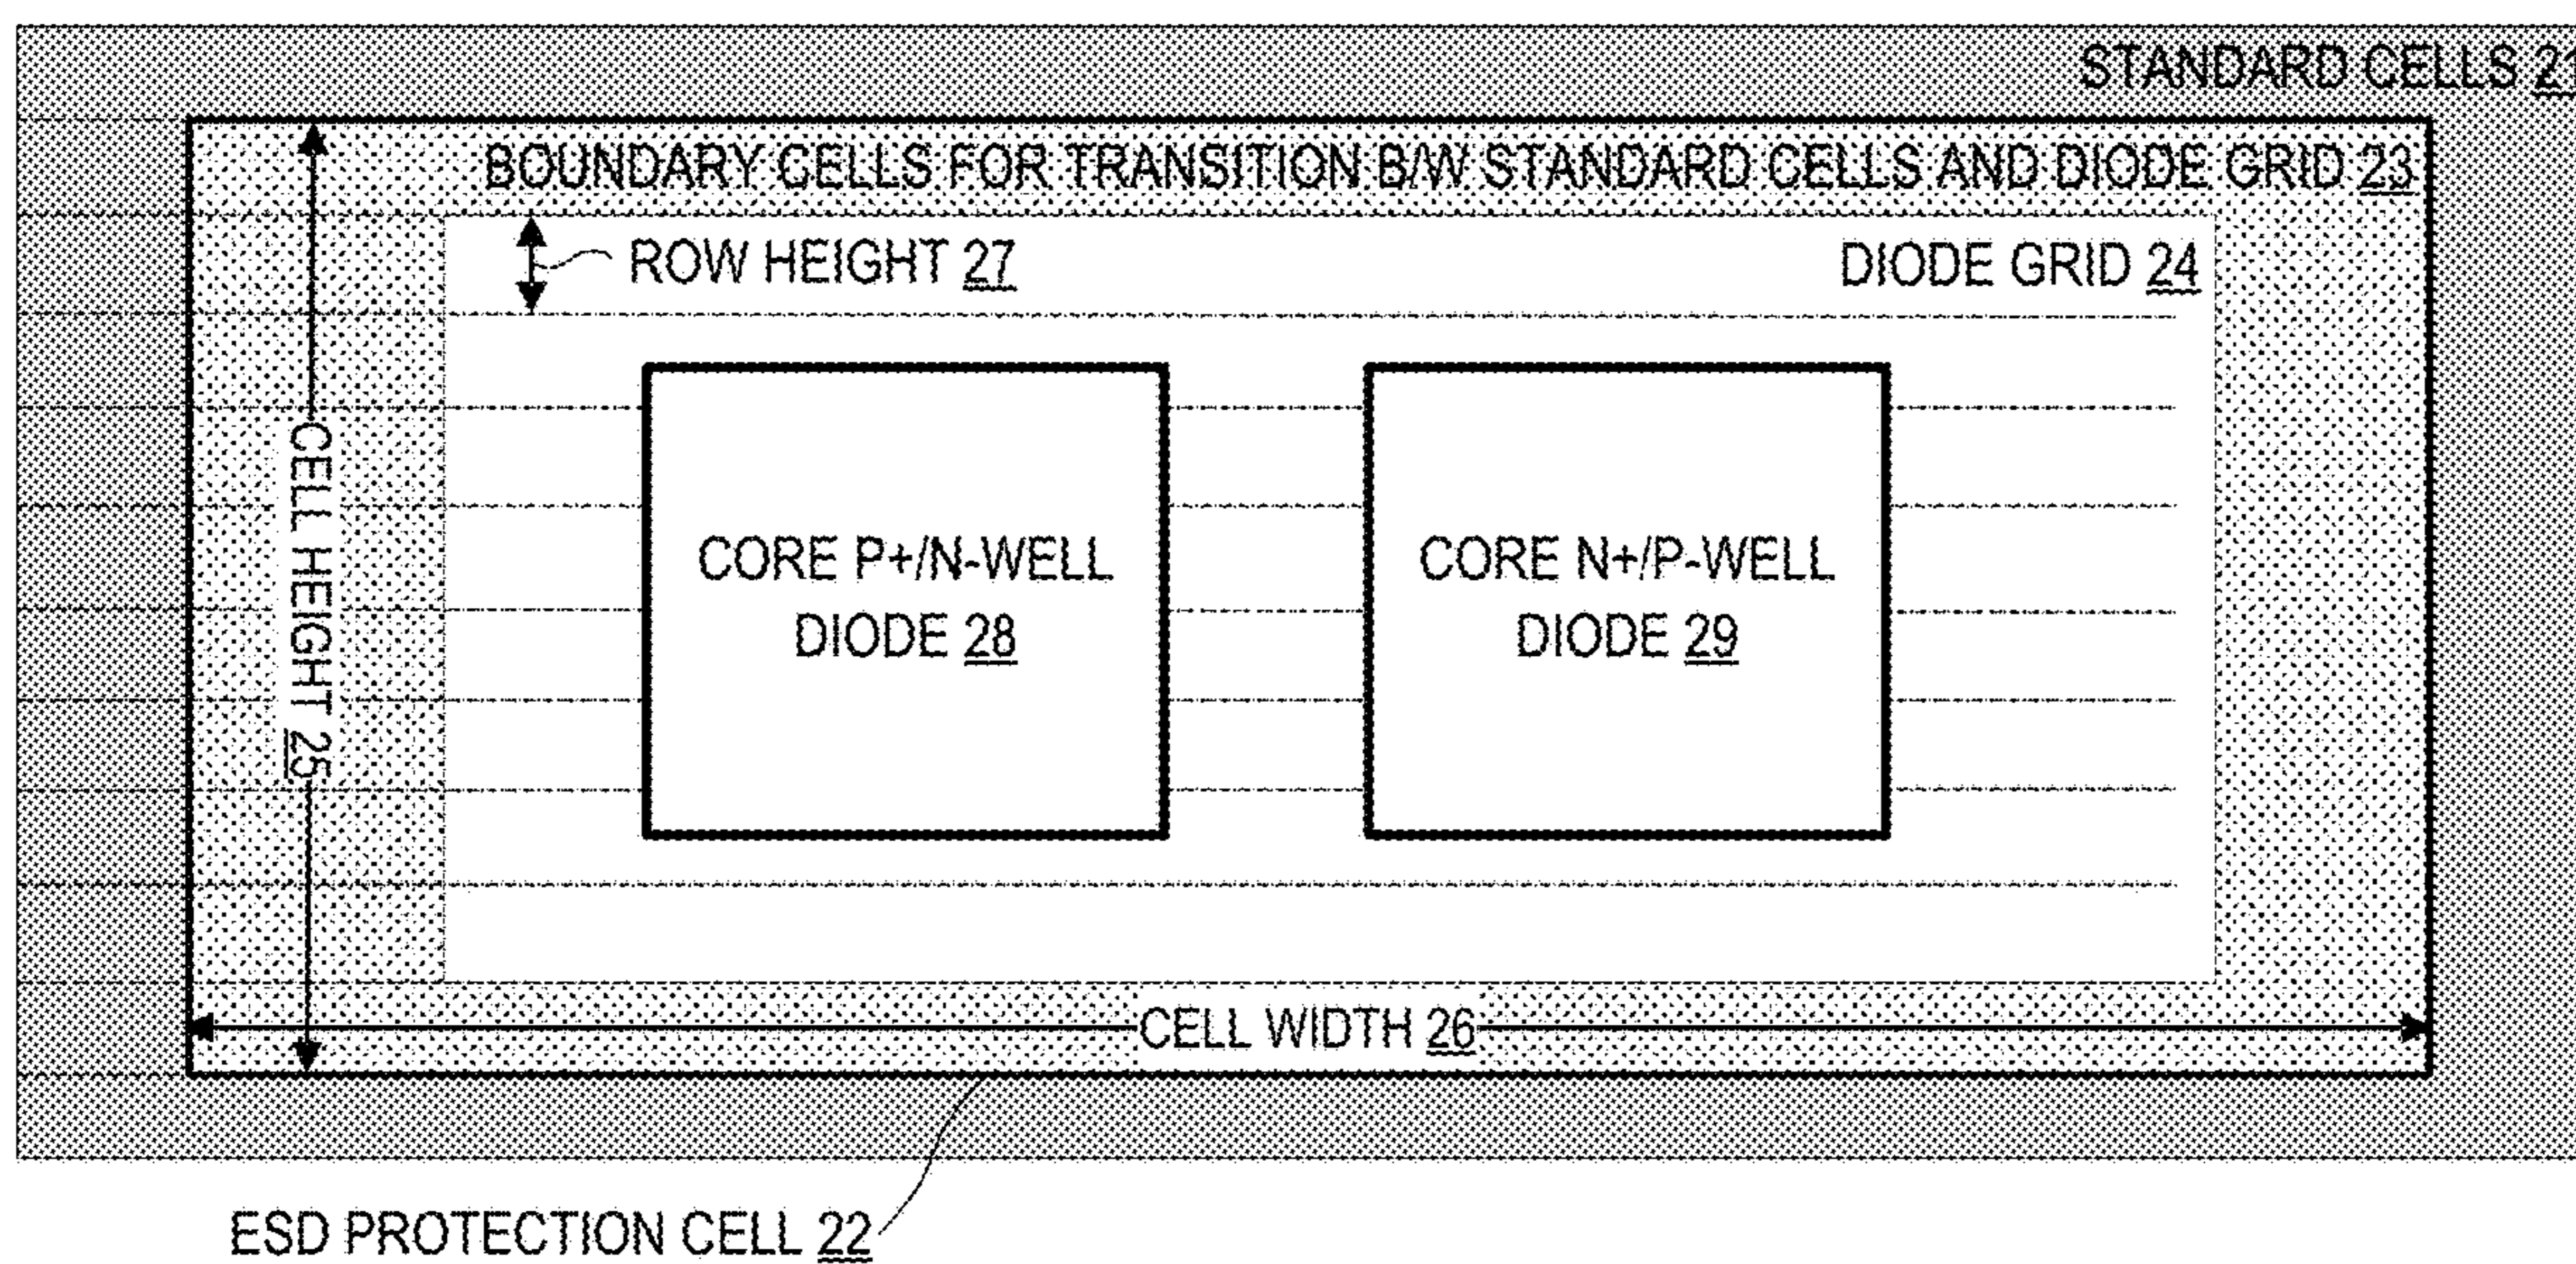 STANDARD CELLS 21
BOUNDARY CELLS FOR TRANSITION B/W STANDARD CELLS AND DIODE GRID 23
ROW HEIGHT 27
DIODE GRID 24
CELL HEIGHT 25
CORE P+/N-WELL
DIODE 28
CORE N+/P-WELL
DIODE 29
CELL WIDTH 26
ESD PROTECTION CELL 22